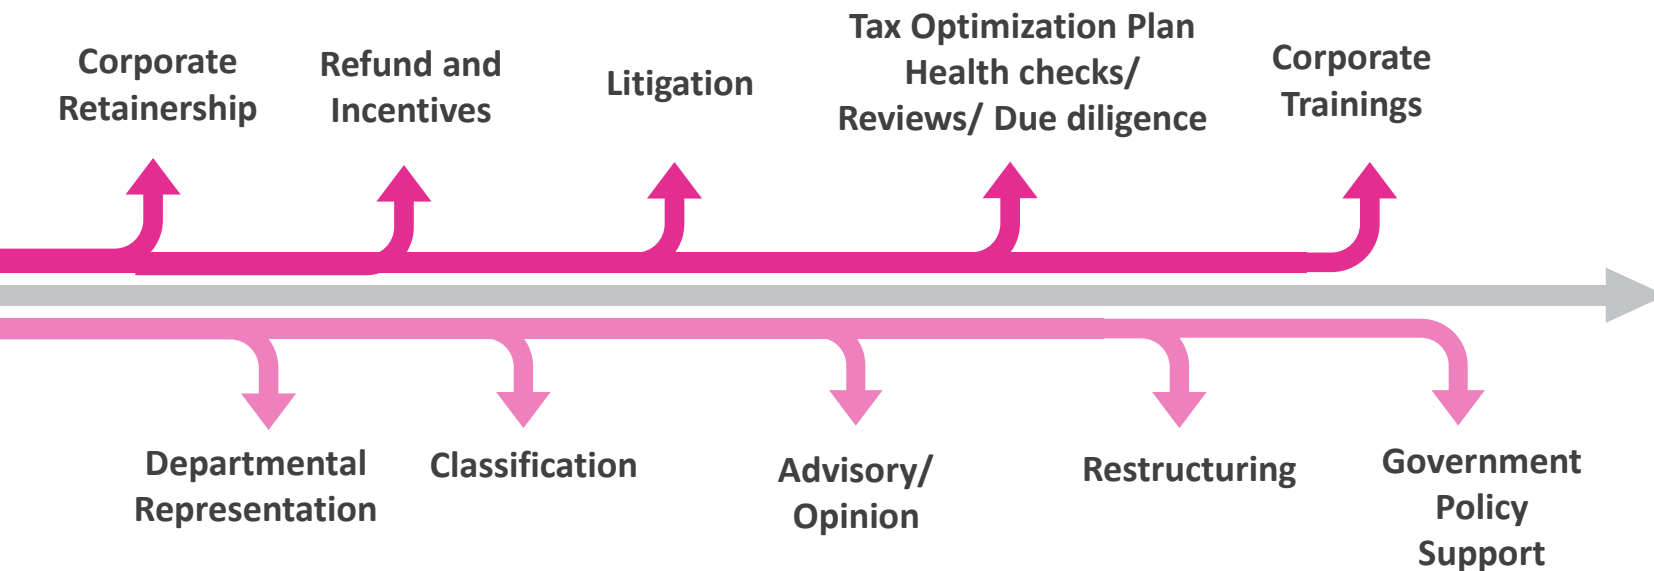 Corporate
Retainership
Refund and
Incentives
Litigation
Tax Optimization Plan
Health checks/
Reviews/ Due diligence
Corporate
Trainings
Departmental
Representation
Classification
Advisory/
Opinion
Restructuring
Government
Policy
Support